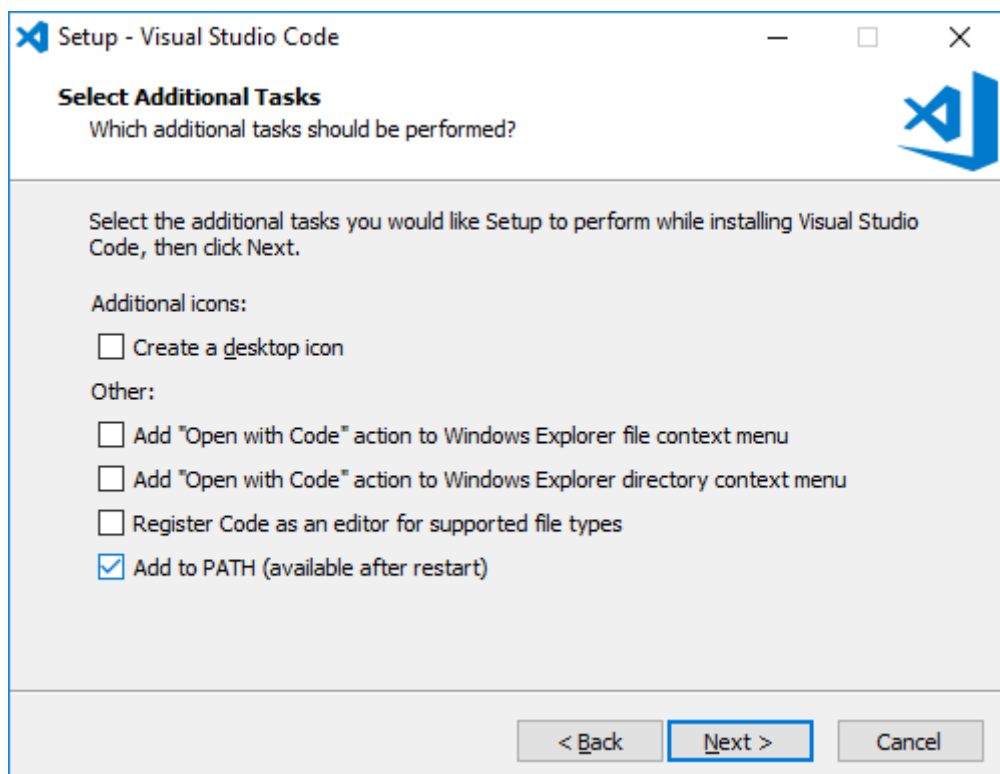 Setup - Visual Studio Code
Select Additional Tasks
Which additional tasks should be performed?
Select the additional tasks you would like Setup to perform while installing Visual Studio
Code, then click Next.
Additional icons:
Create a desktop icon
Other:
Add "Open with Code" action to Windows Explorer file context menu
Add "Open with Code" action to Windows Explorer directory context menu
Register Code as an editor for supported file types
Add to PATH (available after restart)
< Back Next > Cancel